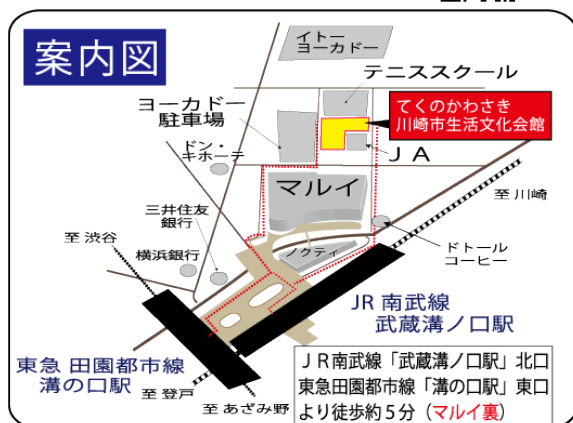 案内図
イトー
ヨーカドー
テニススクール
ヨーカドー
駐車場
てくのかわさき
川崎市生活文化会館
ドン・
キホーテ
JA
マルイ
至 川崎
三井住友
銀行
至 渋谷
横浜銀行
ノクティ
ドトール
コーヒー
JR 南武線
武蔵溝ノ口駅
東急 田園都市線
溝の口駅
至 登戸
至 あざみ野
JR南武線「武蔵溝ノ口駅」北口
東急田園都市線「溝の口駅」東口
より徒歩約5分（マルイ裏）